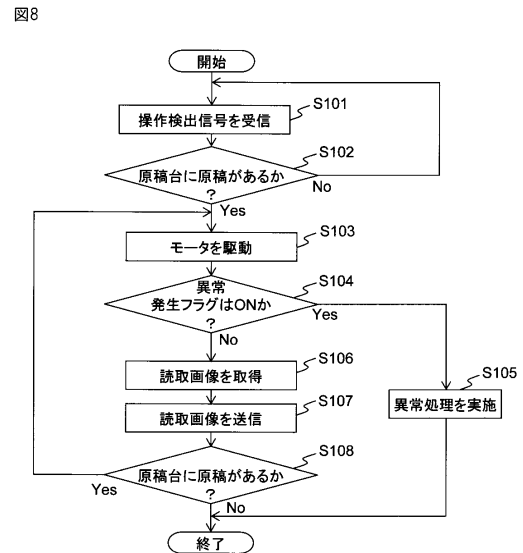 図8
開始
操作検出信号を受信
S101
原稿台に原稿があるか
?
S102
No
Yes
モータを駆動
S103
異常
発生フラグはONか
?
S104
Yes
No
読取画像を取得
S106
異常処理を実施
S105
読取画像を送信
S107
原稿台に原稿があるか
?
S108
Yes
No
終了